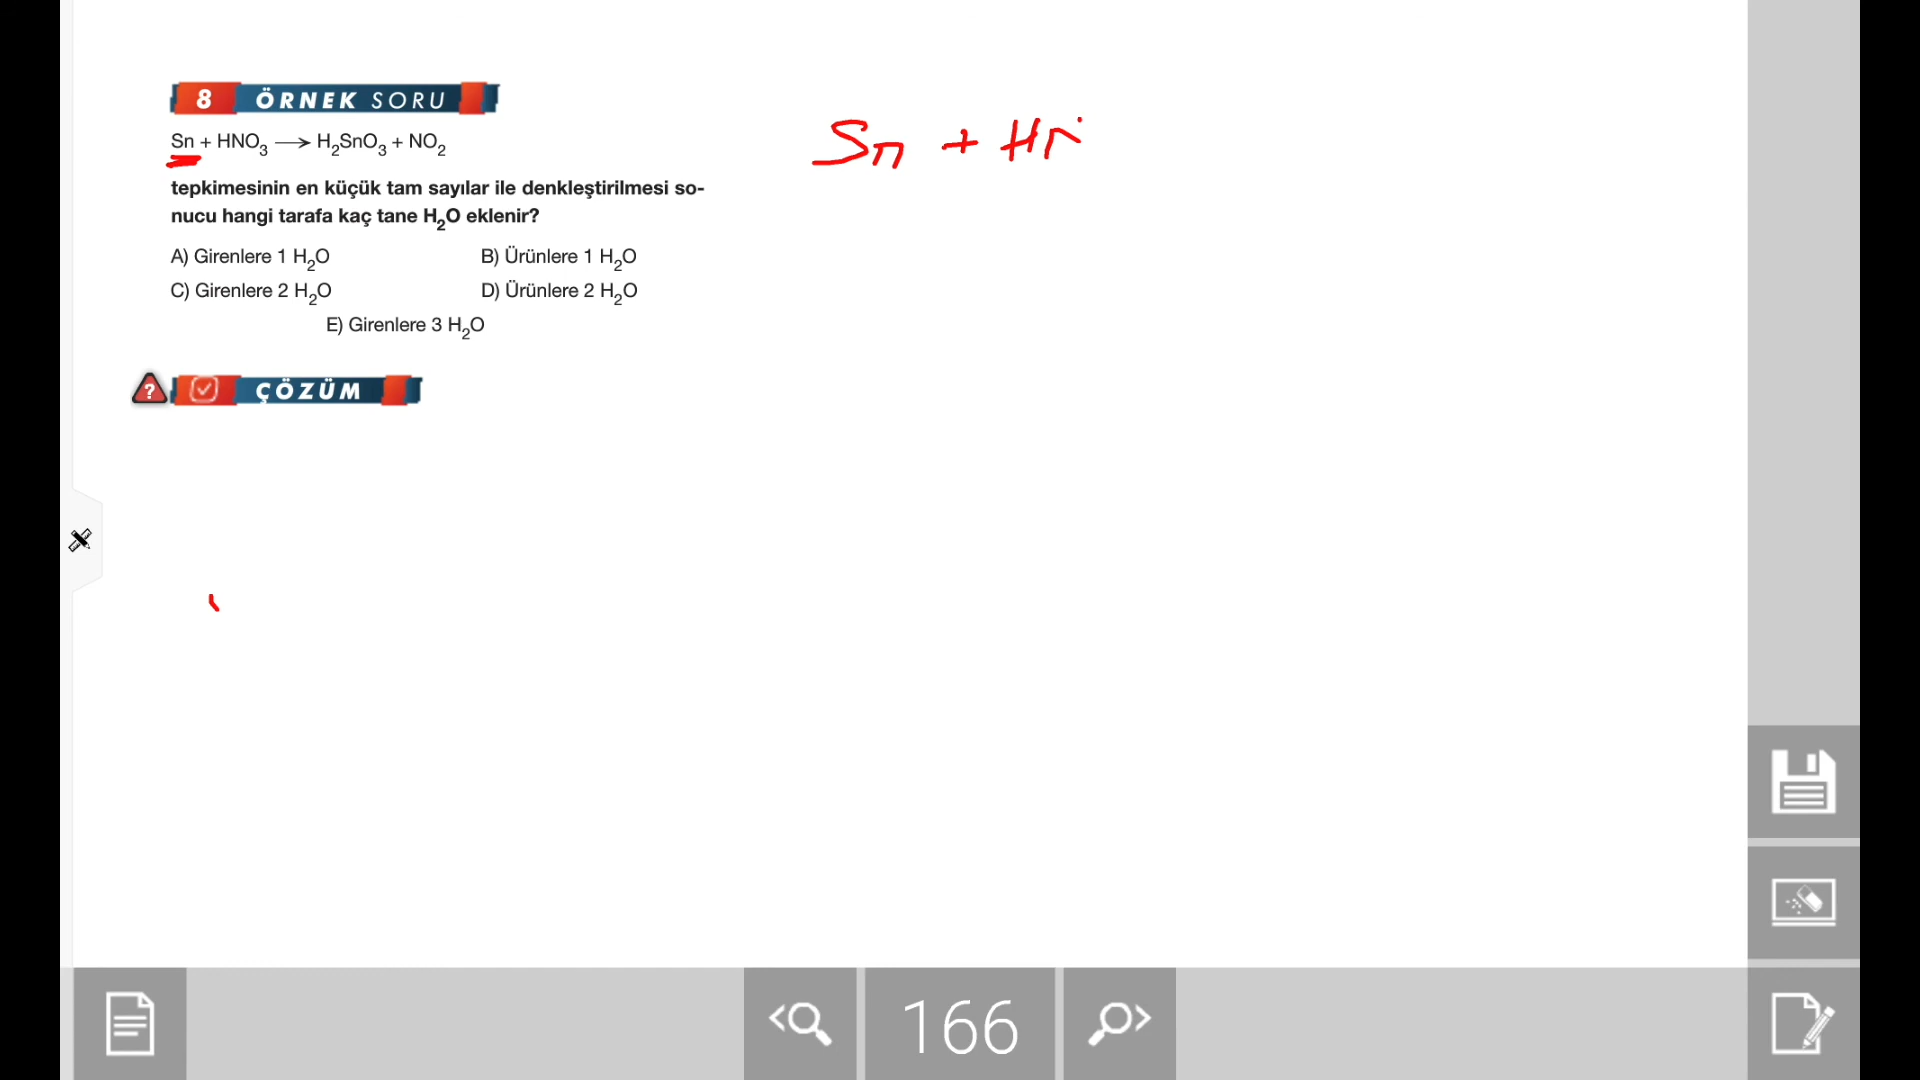 8 ÖRNEK SORU
Sn + HNO₃ ⟶ H₂SnO₃ + NO₂
Sn + HN
tepkimesinin en küçük tam sayılar ile denkleştirilmesi so-
nucu hangi tarafa kaç tane H₂O eklenir?
A) Girenlere 1 H₂O
B) Ürünlere 1 H₂O
C) Girenlere 2 H₂O
D) Ürünlere 2 H₂O
E) Girenlere 3 H₂O
? ÇÖZÜM
166